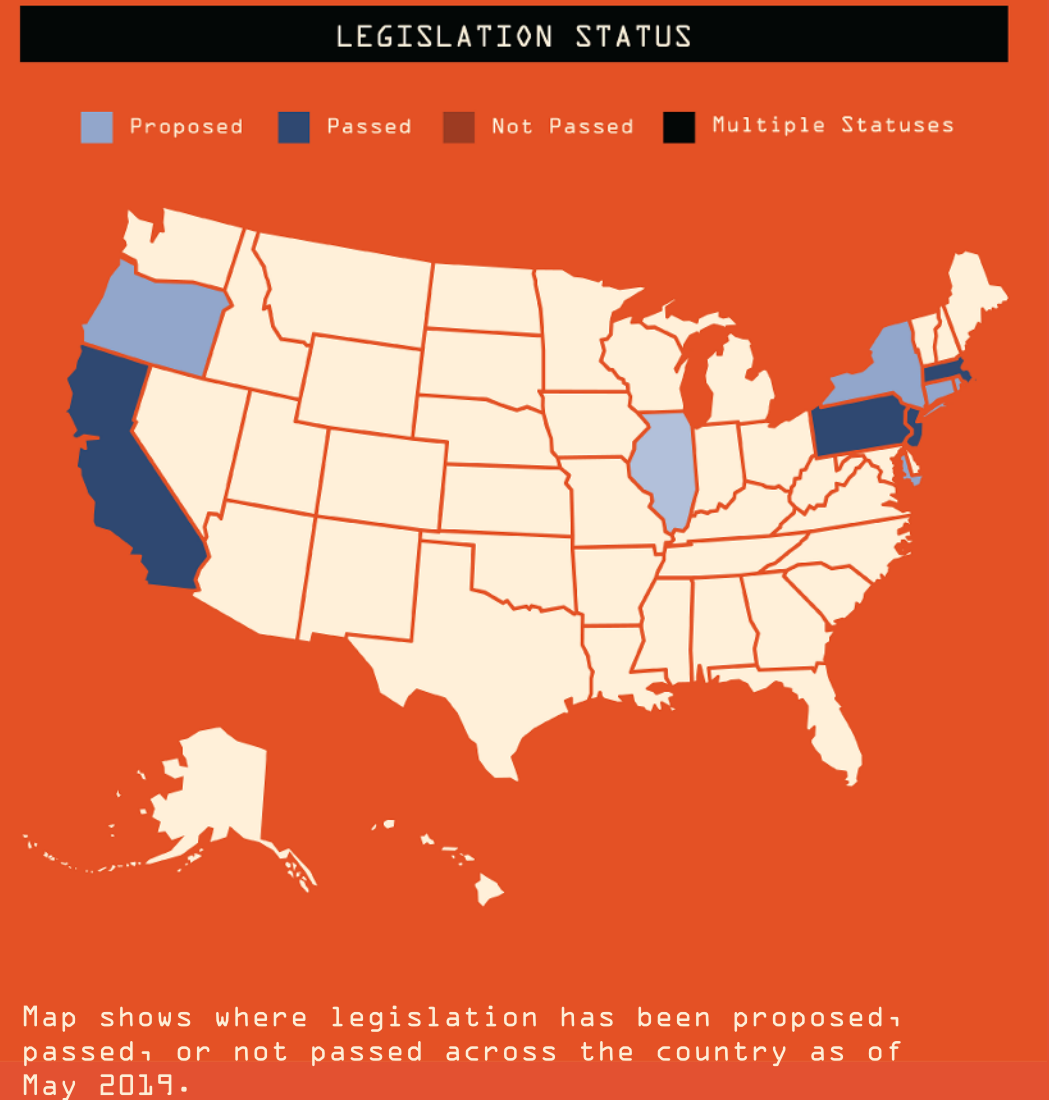 LEGISLATION STATUS
Proposed Passed Not Passed Multiple Statuses
Map shows where legislation has been proposed,
passed, or not passed across the country as of
May 2019.